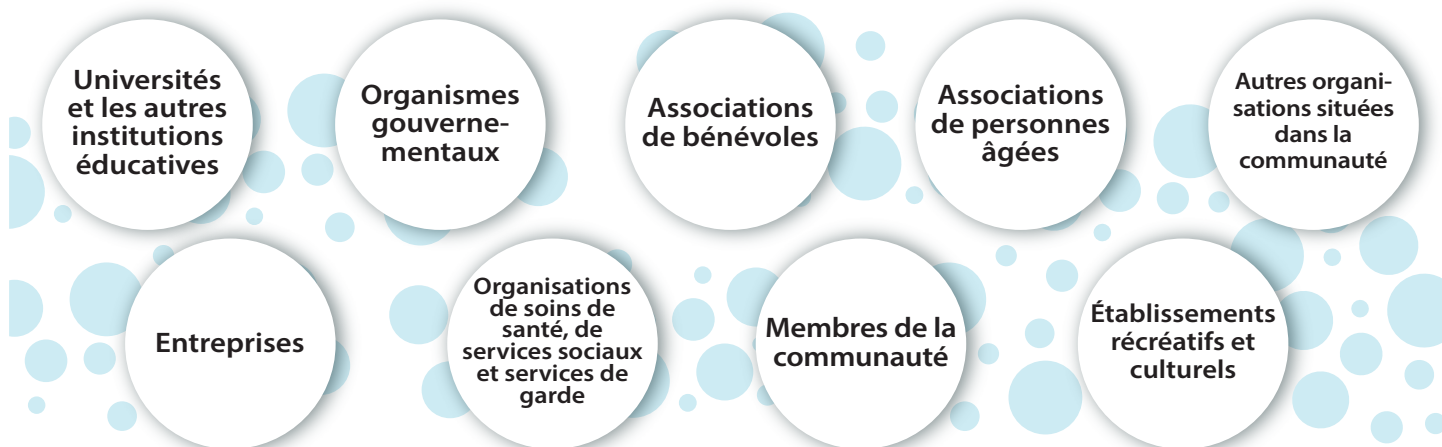 Universités
et les autres
institutions
éducatives
Organismes
gouverne-
mentaux
Associations
de bénévoles
Associations
de personnes
âgées
Autres organi-
sations situées
dans la
communauté
Entreprises
Organisations
de soins de
santé, de
services sociaux
et services de
garde
Membres de la
communauté
Établissements
récréatifs et
culturels